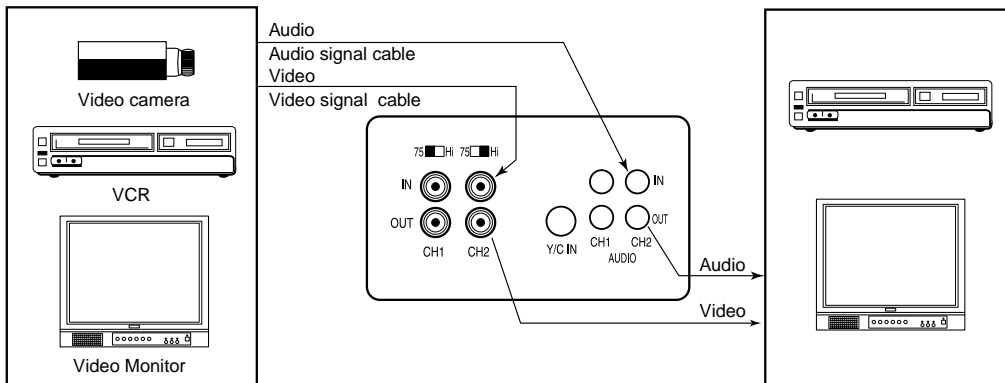 Audio
Audio signal cable
Video
Video signal cable
Video camera
VCR
Video Monitor
75 Hi 75 Hi
IN
OUT
CH1 CH2
Y/C IN
IN
OUT
CH1 CH2
AUDIO
Audio
Video